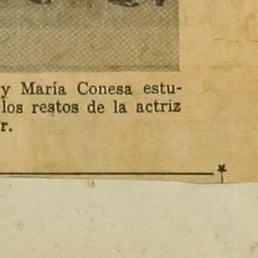 y María Conesa estu-
los restos de la actriz
r.